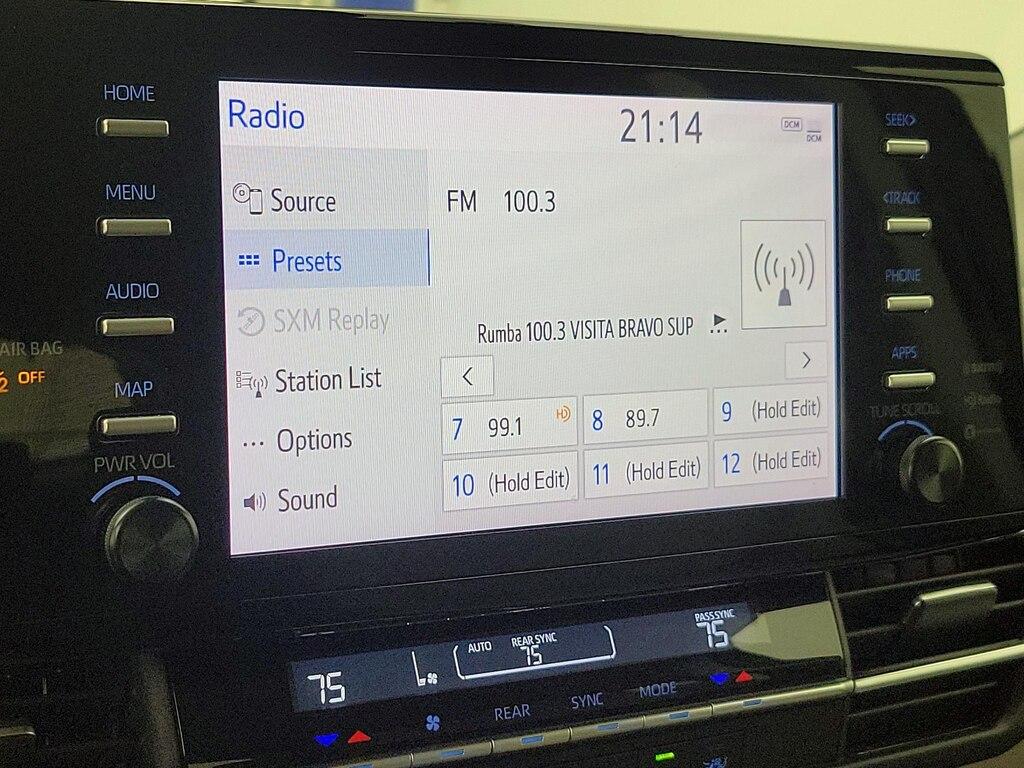 HOME
MENU
AUDIO
AIR BAG
OFF
MAP
PWR VOL
Radio
21:14
DCM
DCM
Source
Presets
SXM Replay
Station List
Options
Sound
FM 100.3
Rumba 100.3 VISITA BRAVO SUP
7 99.1 HD
8 89.7
9 (Hold Edit)
10 (Hold Edit)
11 (Hold Edit)
12 (Hold Edit)
SEEK>
<TRACK
PHONE
APPS
TUNE SCROLL
75
AUTO
REAR SYNC
75
PASS SYNC
75
REAR
SYNC
MODE